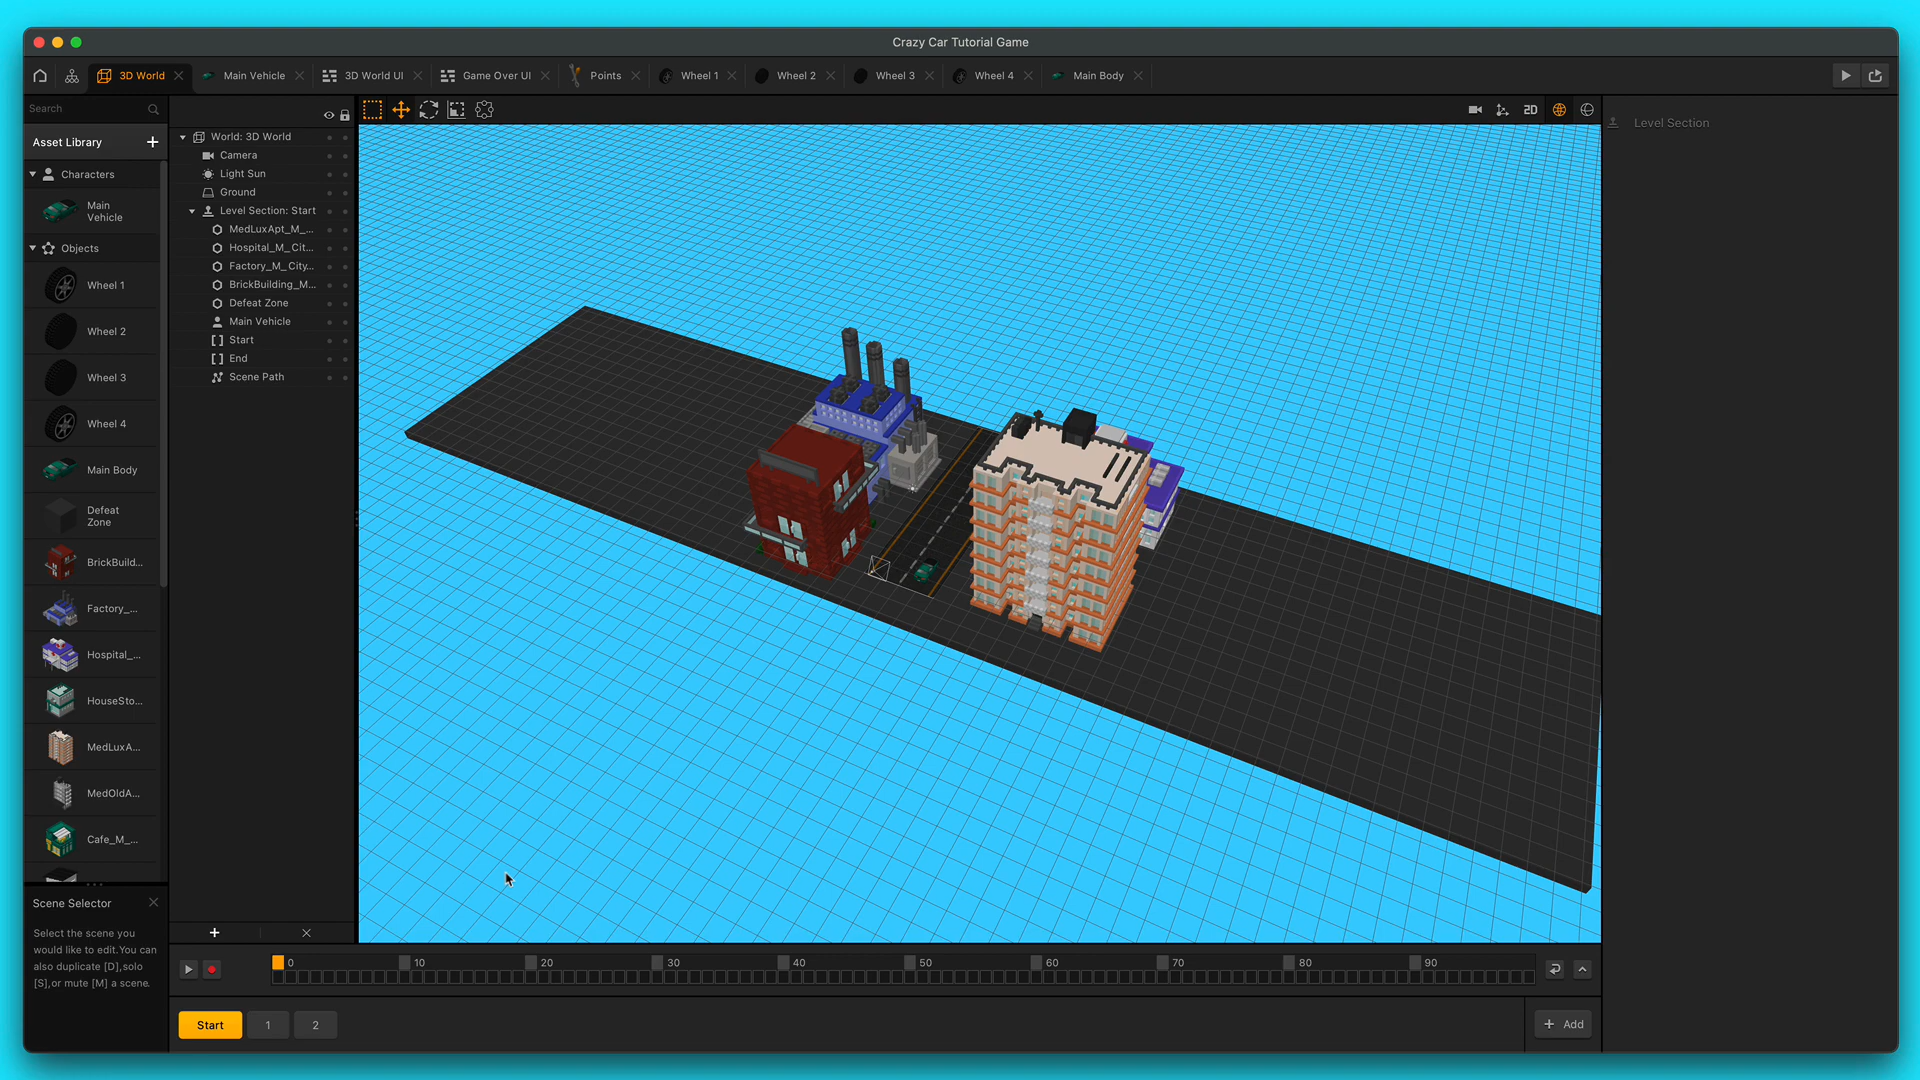 Crazy Car Tutorial Game
3D World
Main Vehicle
3D World UI
Game Over UI
Points
Wheel 1
Wheel 2
Wheel 3
Wheel 4
Main Body
Search
2D
Level Section
Asset Library
Characters
Main
Vehicle
Objects
Wheel 1
Wheel 2
Wheel 3
Wheel 4
Main Body
Defeat
Zone
BrickBuild...
Factory_...
Hospital_...
HouseSto...
MedLuxA...
MedOldA...
Cafe_M_...
World: 3D World
Camera
Light Sun
Ground
Level Section: Start
MedLuxApt_M_...
Hospital_M_Cit...
Factory_M_City...
BrickBuilding_M...
Defeat Zone
Main Vehicle
Start
End
Scene Path
Scene Selector
Select the scene you
would like to edit.You can
also duplicate [D],solo
[S],or mute [M] a scene.
0 10 20 30 40 50 60 70 80 90
Start
1
2
Add